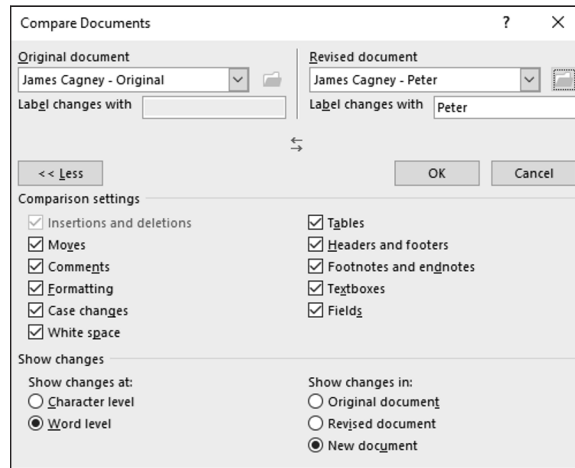 Compare Documents ?
Original document
James Cagney - Original
Label changes with
Revised document
James Cagney - Peter
Label changes with Peter
<< Less OK Cancel
Comparison settings
Insertions and deletions
Moves
Comments
Formatting
Case changes
White space
Tables
Headers and footers
Footnotes and endnotes
Textboxes
Fields
Show changes
Show changes at:
Character level
Word level
Show changes in:
Original document
Revised document
New document